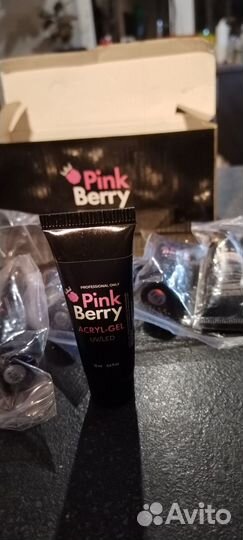 Pink
Berry
PROFESSIONAL ONLY
Pink
Berry
ACRYL-GEL
UV/LED
Avito